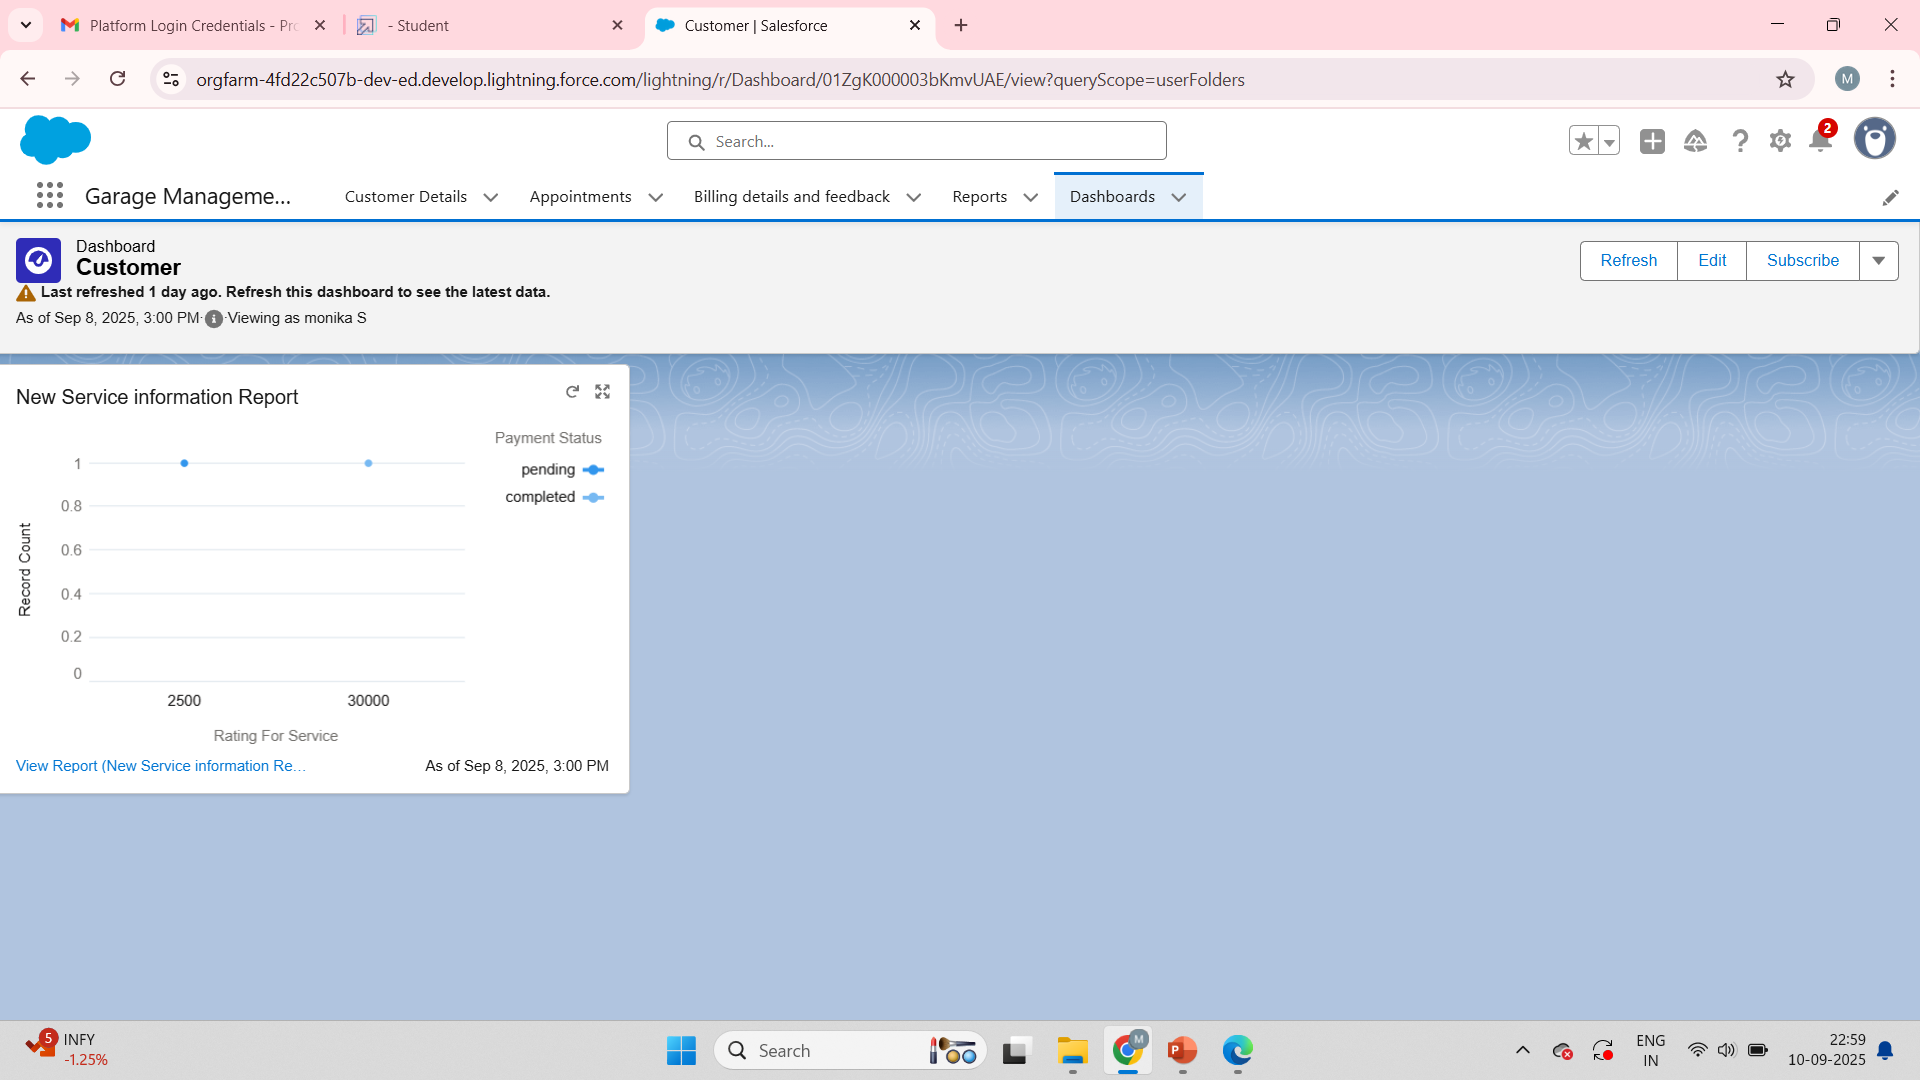 Platform Login Credentials - Pro
- Student
Customer | Salesforce
orgfarm-4fd22c507b-dev-ed.develop.lightning.force.com/lightning/r/Dashboard/01ZgK000003bKmvUAE/view?queryScope=userFolders
M
Search...
2
Garage Manageme...
Customer Details
Appointments
Billing details and feedback
Reports
Dashboards
Dashboard
Customer
Last refreshed 1 day ago. Refresh this dashboard to see the latest data.
As of Sep 8, 2025, 3:00 PM·Viewing as monika S
Refresh
Edit
Subscribe
New Service information Report
Payment Status
pending
completed
Record Count
1
0.8
0.6
0.4
0.2
0
2500
30000
Rating For Service
View Report (New Service information Re...
As of Sep 8, 2025, 3:00 PM
5
INFY
-1.25%
Search
M
P
ENG
IN
22:59
10-09-2025